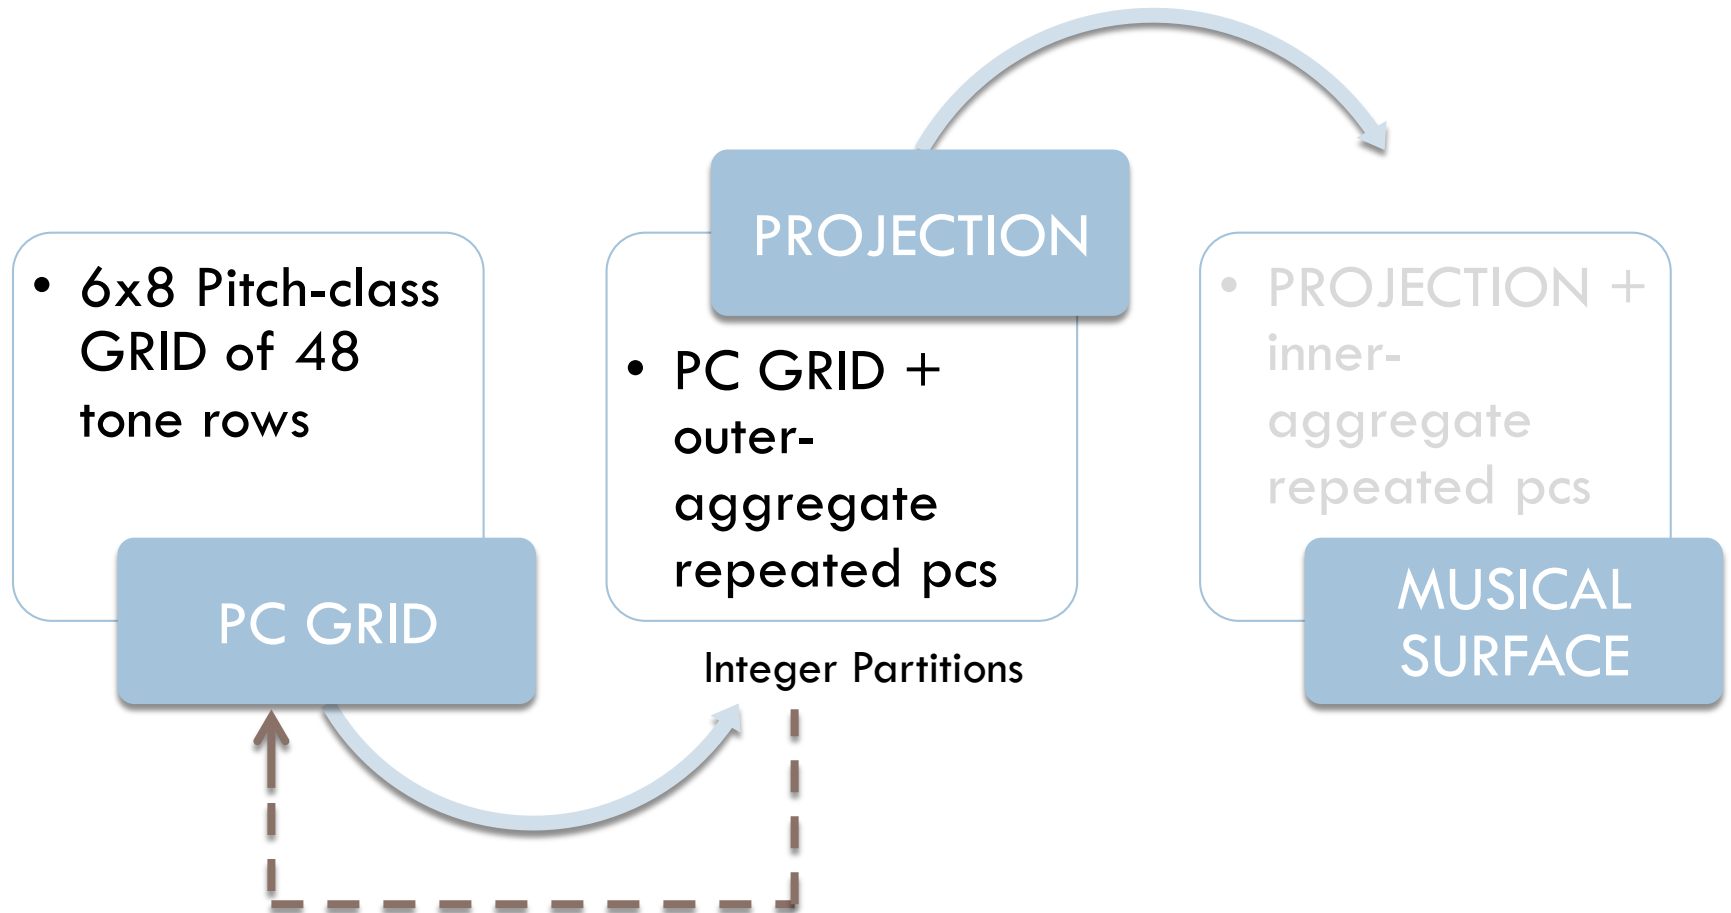 • 6x8 Pitch-class
GRID of 48
tone rows
PC GRID
PROJECTION
• PC GRID +
outer-
aggregate
repeated pcs
Integer Partitions
• PROJECTION +
inner-
aggregate
repeated pcs
MUSICAL
SURFACE